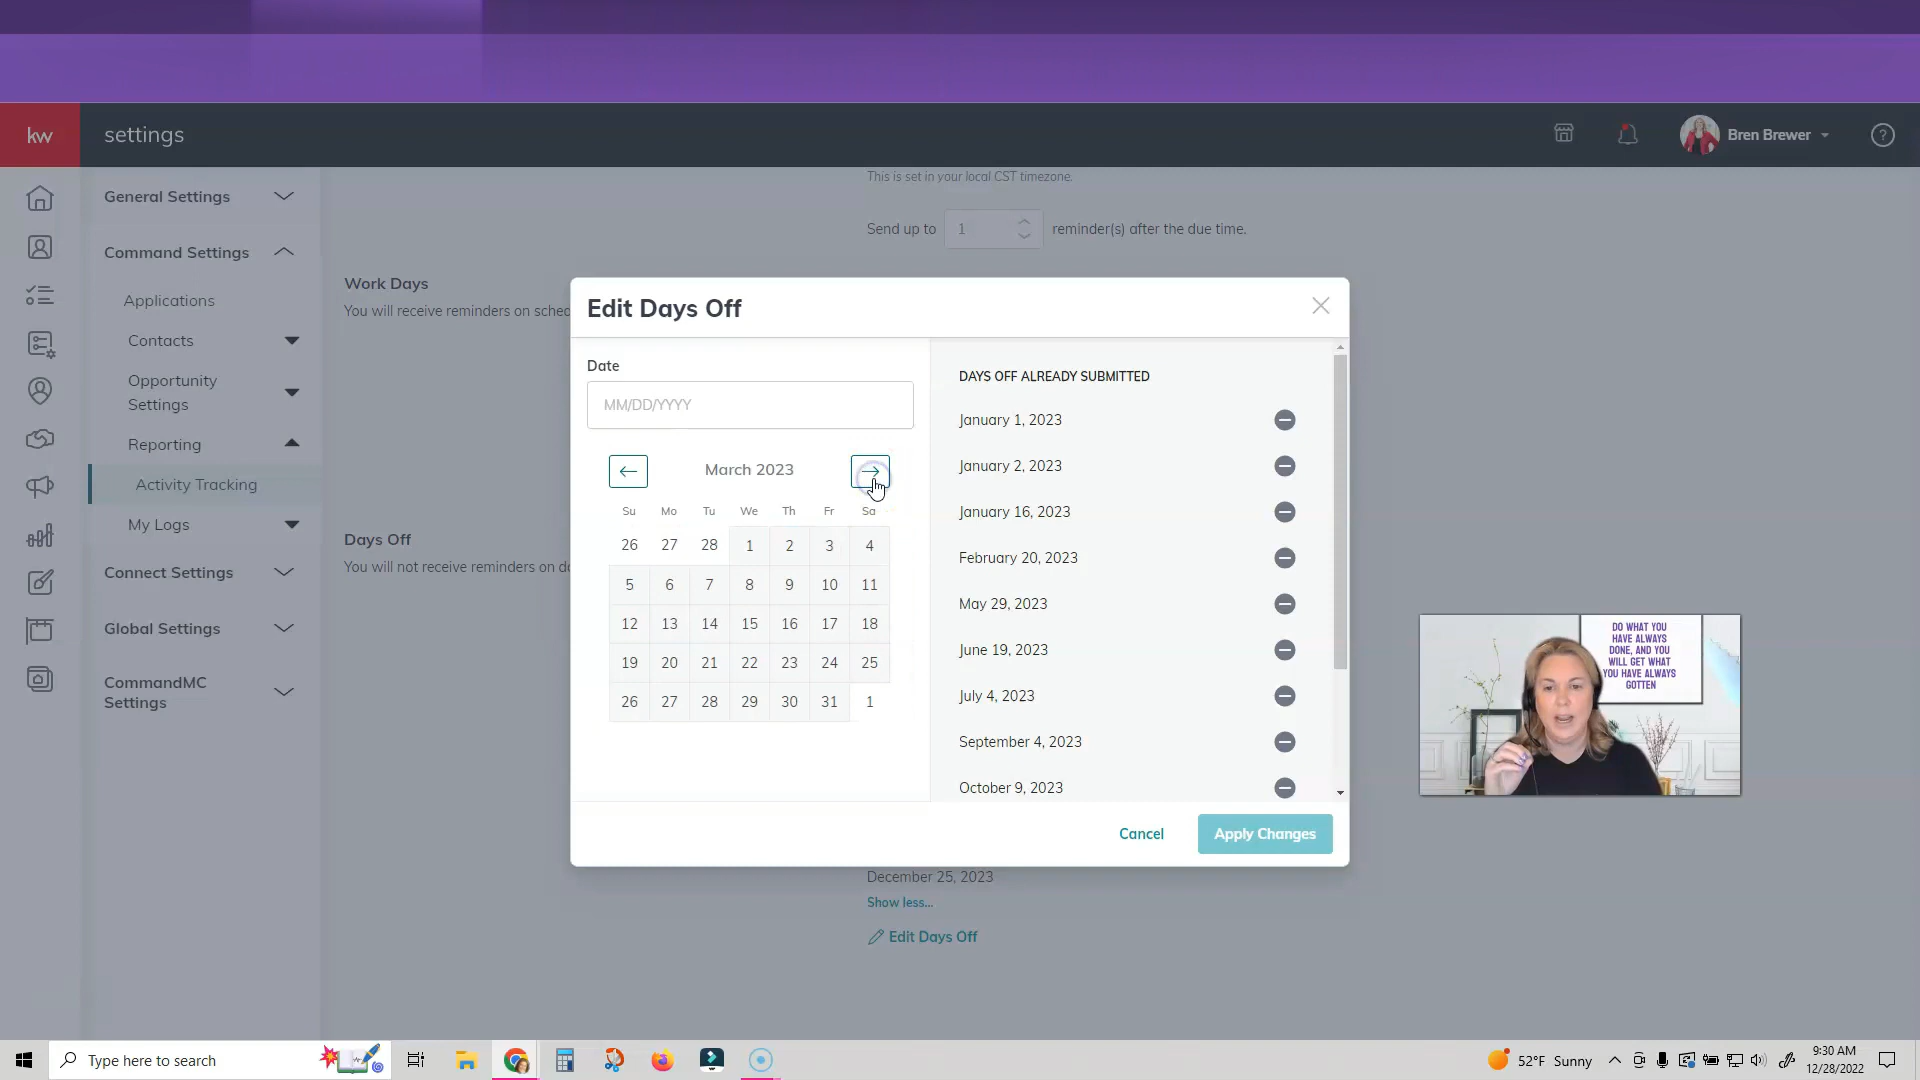 kw
settings
Bren Brewer
General Settings
Command Settings
Applications
Contacts
Opportunity
Settings
Reporting
Activity Tracking
My Logs
Connect Settings
Global Settings
CommandMC
Settings
This is set in your local CST timezone.
Send up to 1 reminder(s) after the due time.
Work Days
You will receive reminders on sched
Days Off
You will not receive reminders on d
Edit Days Off
Date
MM/DD/YYYY
March 2023
Su Mo Tu We Th Fr Sa
26 27 28 1 2 3 4
5 6 7 8 9 10 11
12 13 14 15 16 17 18
19 20 21 22 23 24 25
26 27 28 29 30 31 1
DAYS OFF ALREADY SUBMITTED
January 1, 2023
January 2, 2023
January 16, 2023
February 20, 2023
May 29, 2023
June 19, 2023
July 4, 2023
September 4, 2023
October 9, 2023
Cancel
Apply Changes
December 25, 2023
Show less...
Edit Days Off
DO WHAT YOU
HAVE ALWAYS
DONE, AND YOU
WILL GET WHAT
YOU HAVE ALWAYS
GOTTEN
Type here to search
52°F Sunny
9:30 AM
12/28/2022